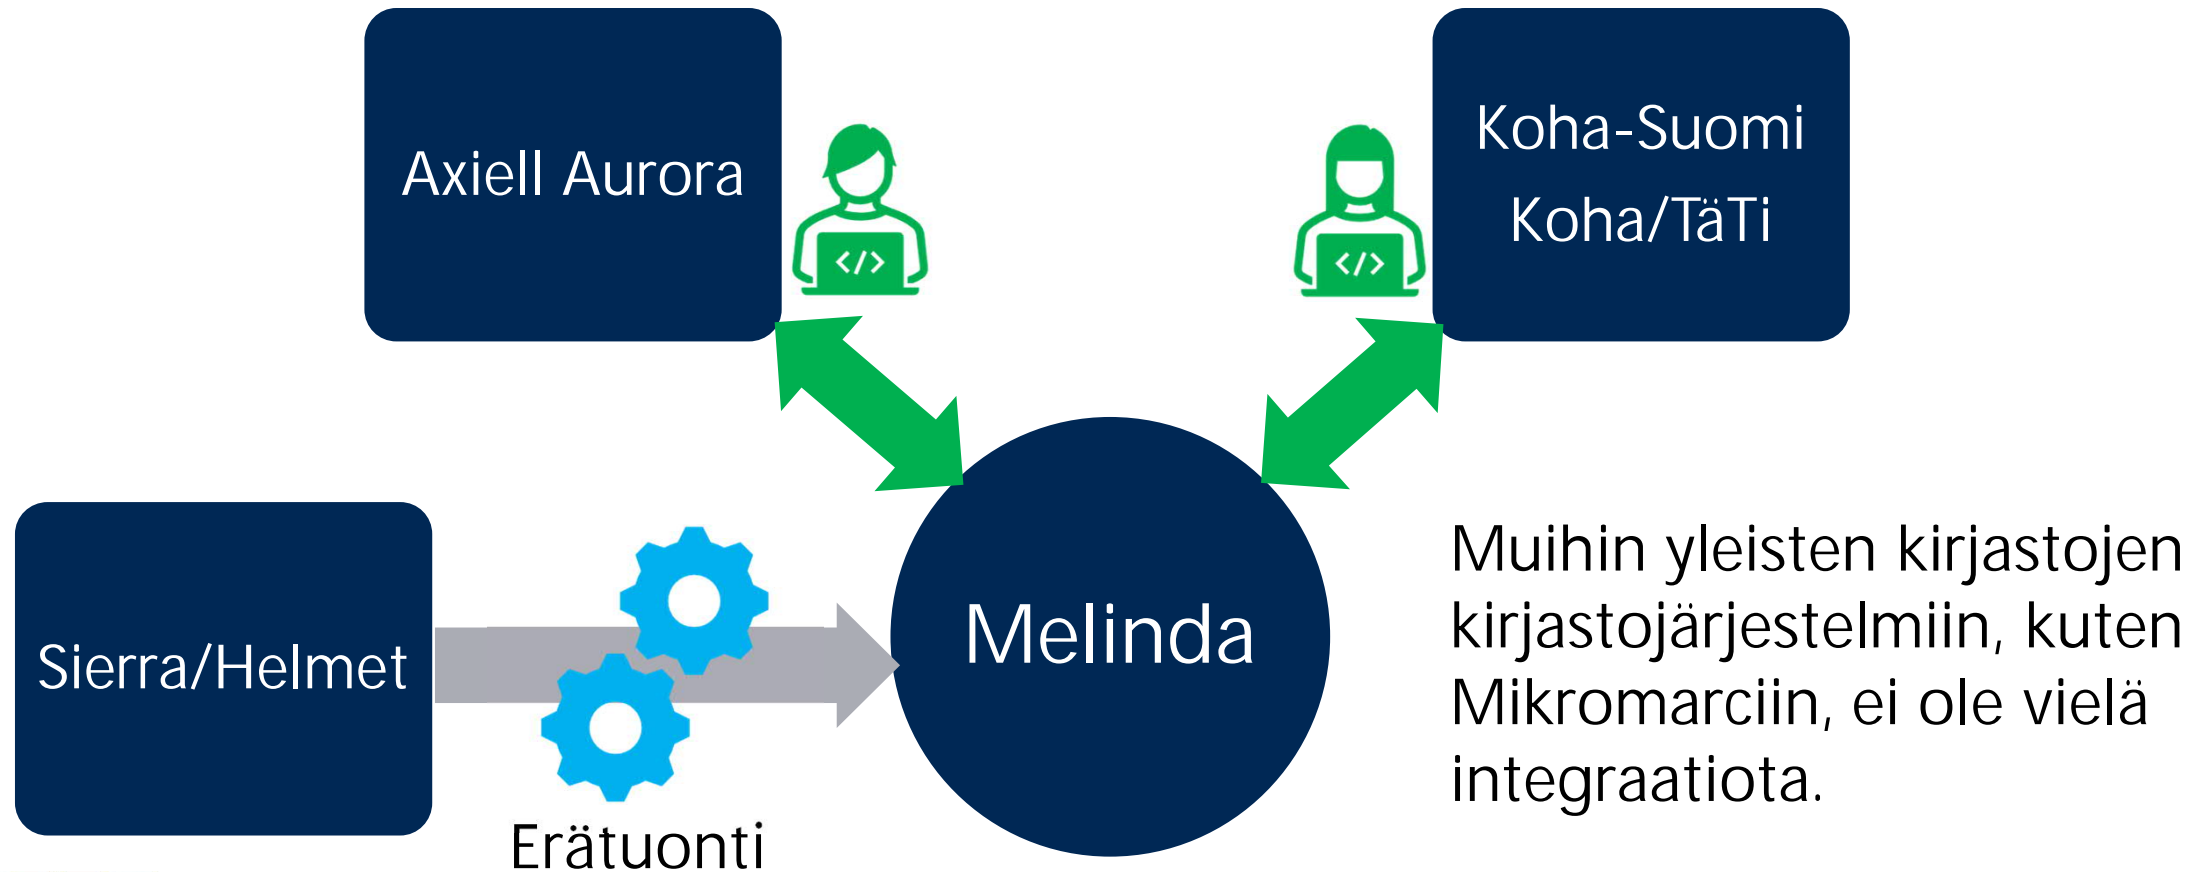 Axiell Aurora
</>
Koha-Suomi
Koha/TäTi
</>
Sierra/Helmet
Erätuonti
Melinda
Muihin yleisten kirjastojen
kirjastojärjestelmiin, kuten
Mikromarciin, ei ole vielä
integraatiota.